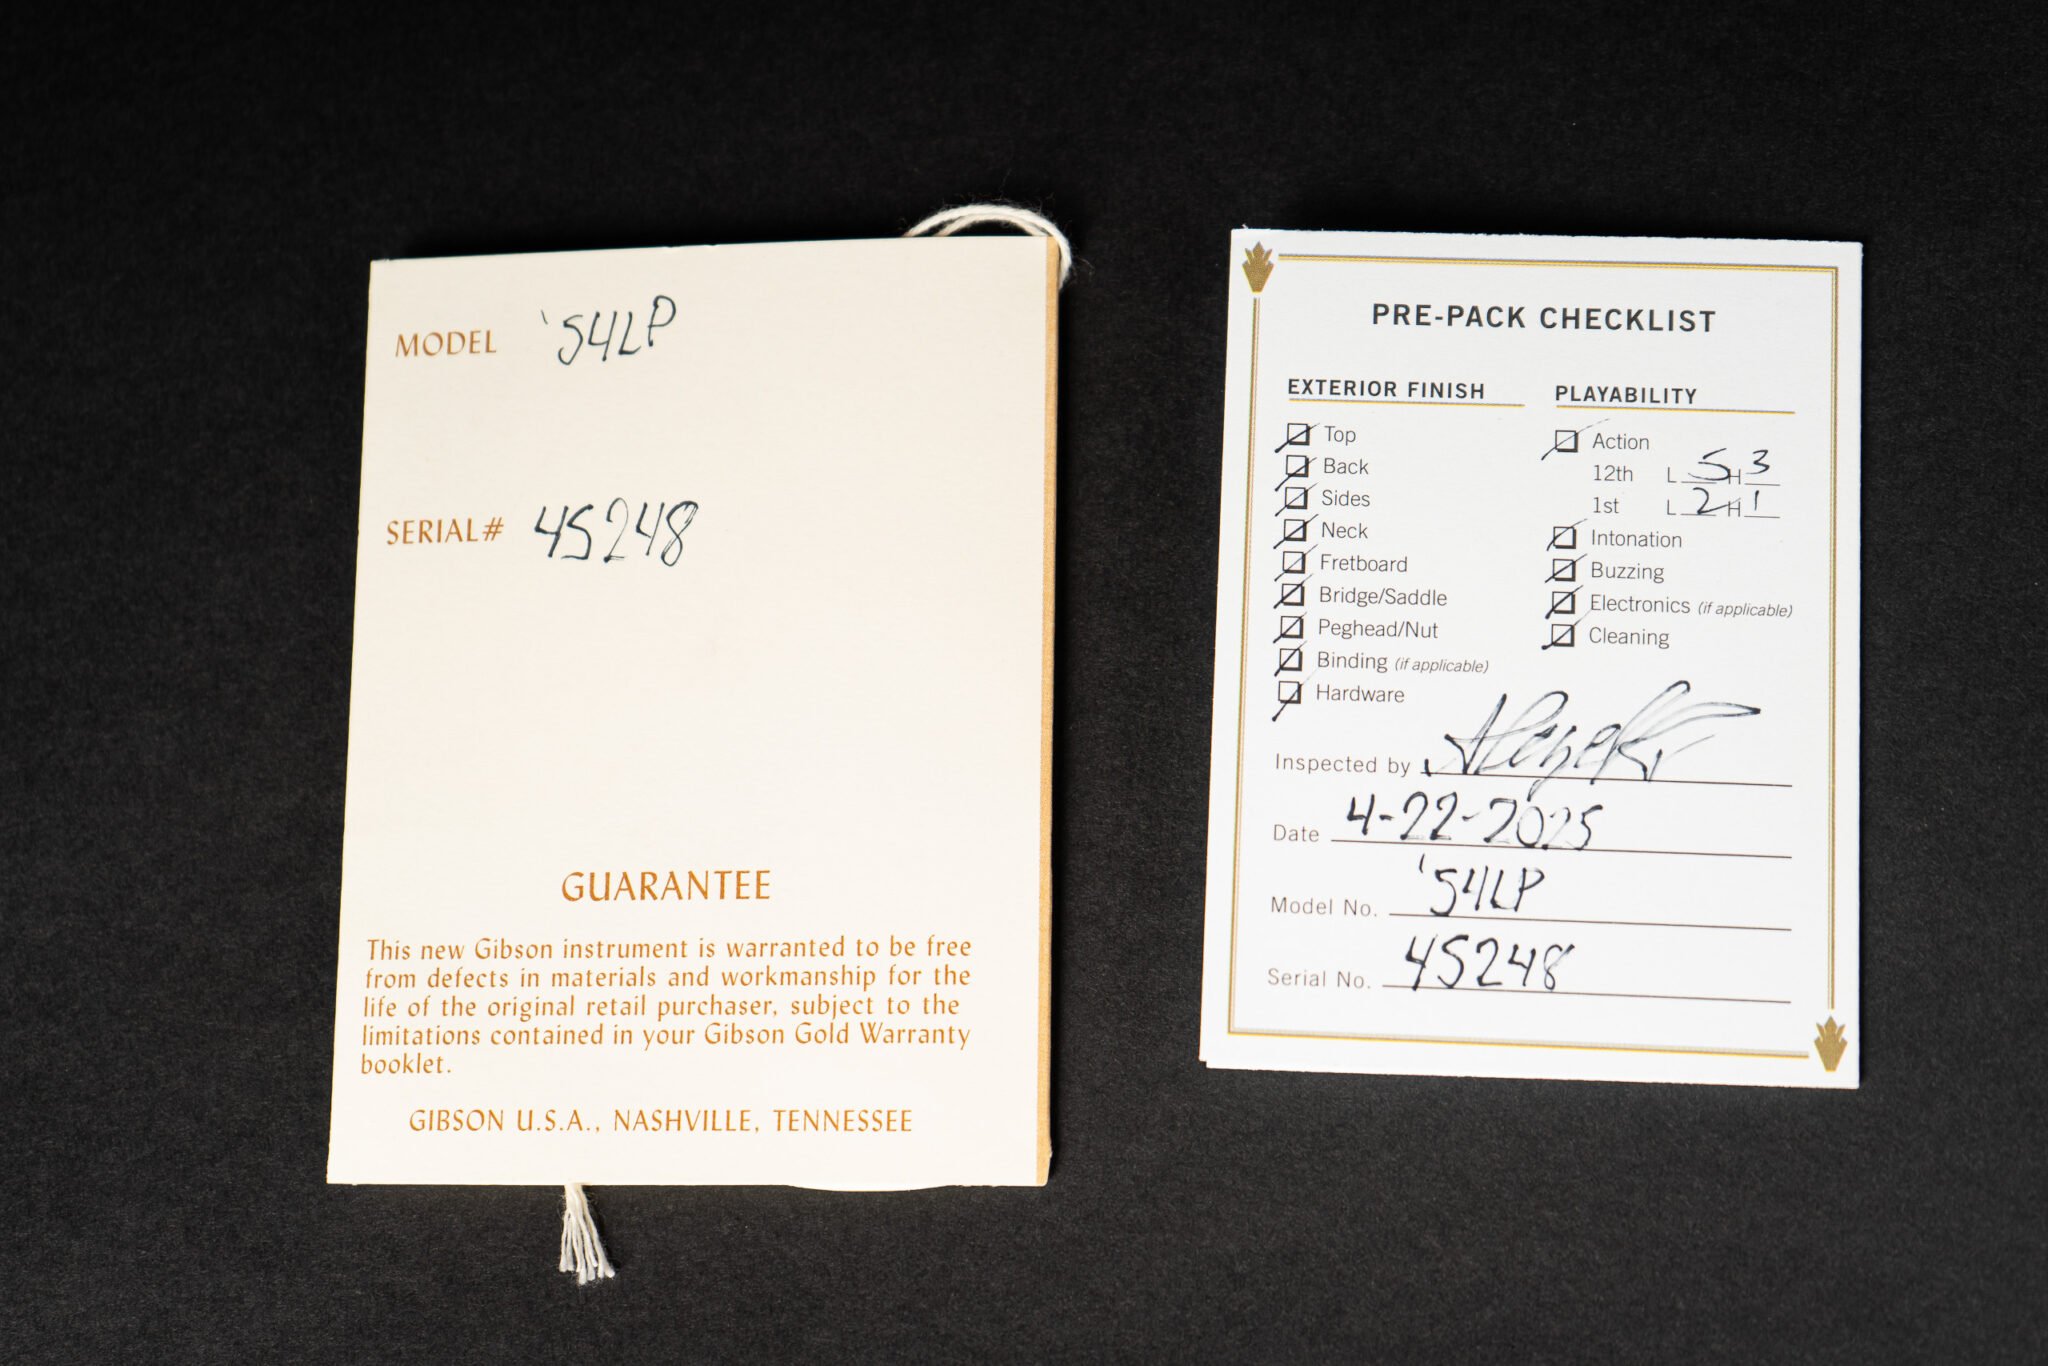 MODEL '54LP
SERIAL# 45248
GUARANTEE
This new Gibson instrument is warranted to be free
from defects in materials and workmanship for the
life of the original retail purchaser, subject to the
limitations contained in your Gibson Gold Warranty
booklet.
GIBSON U.S.A., NASHVILLE, TENNESSEE
PRE-PACK CHECKLIST
EXTERIOR FINISH
Top
Back
Sides
Neck
Fretboard
Bridge/Saddle
Peghead/Nut
Binding (if applicable)
Hardware
PLAYABILITY
Action
12th L 5 H 3
1st L 2 H 1
Intonation
Buzzing
Electronics (if applicable)
Cleaning
Inspected by
Date 4-22-2025
Model No. '54LP
Serial No. 45248